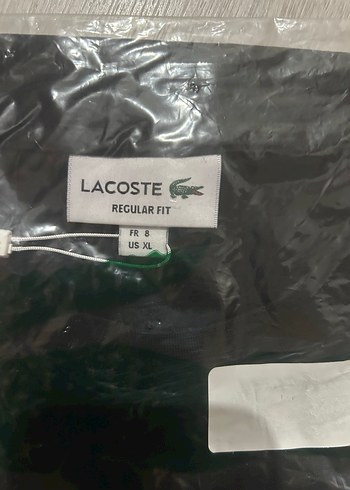 LACOSTE
REGULAR FIT
FR 8
US XL